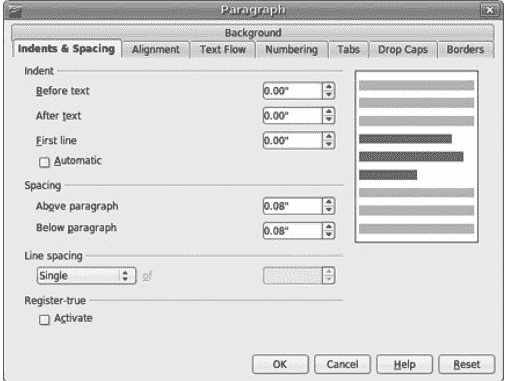 Paragraph
Background
Indents & Spacing Alignment Text Flow Numbering Tabs Drop Caps Borders
Indent
Before text 0.00"
After text 0.00"
First line 0.00"
Automatic
Spacing
Above paragraph 0.08"
Below paragraph 0.08"
Line spacing
Single of
Register-true
Activate
OK Cancel Help Reset